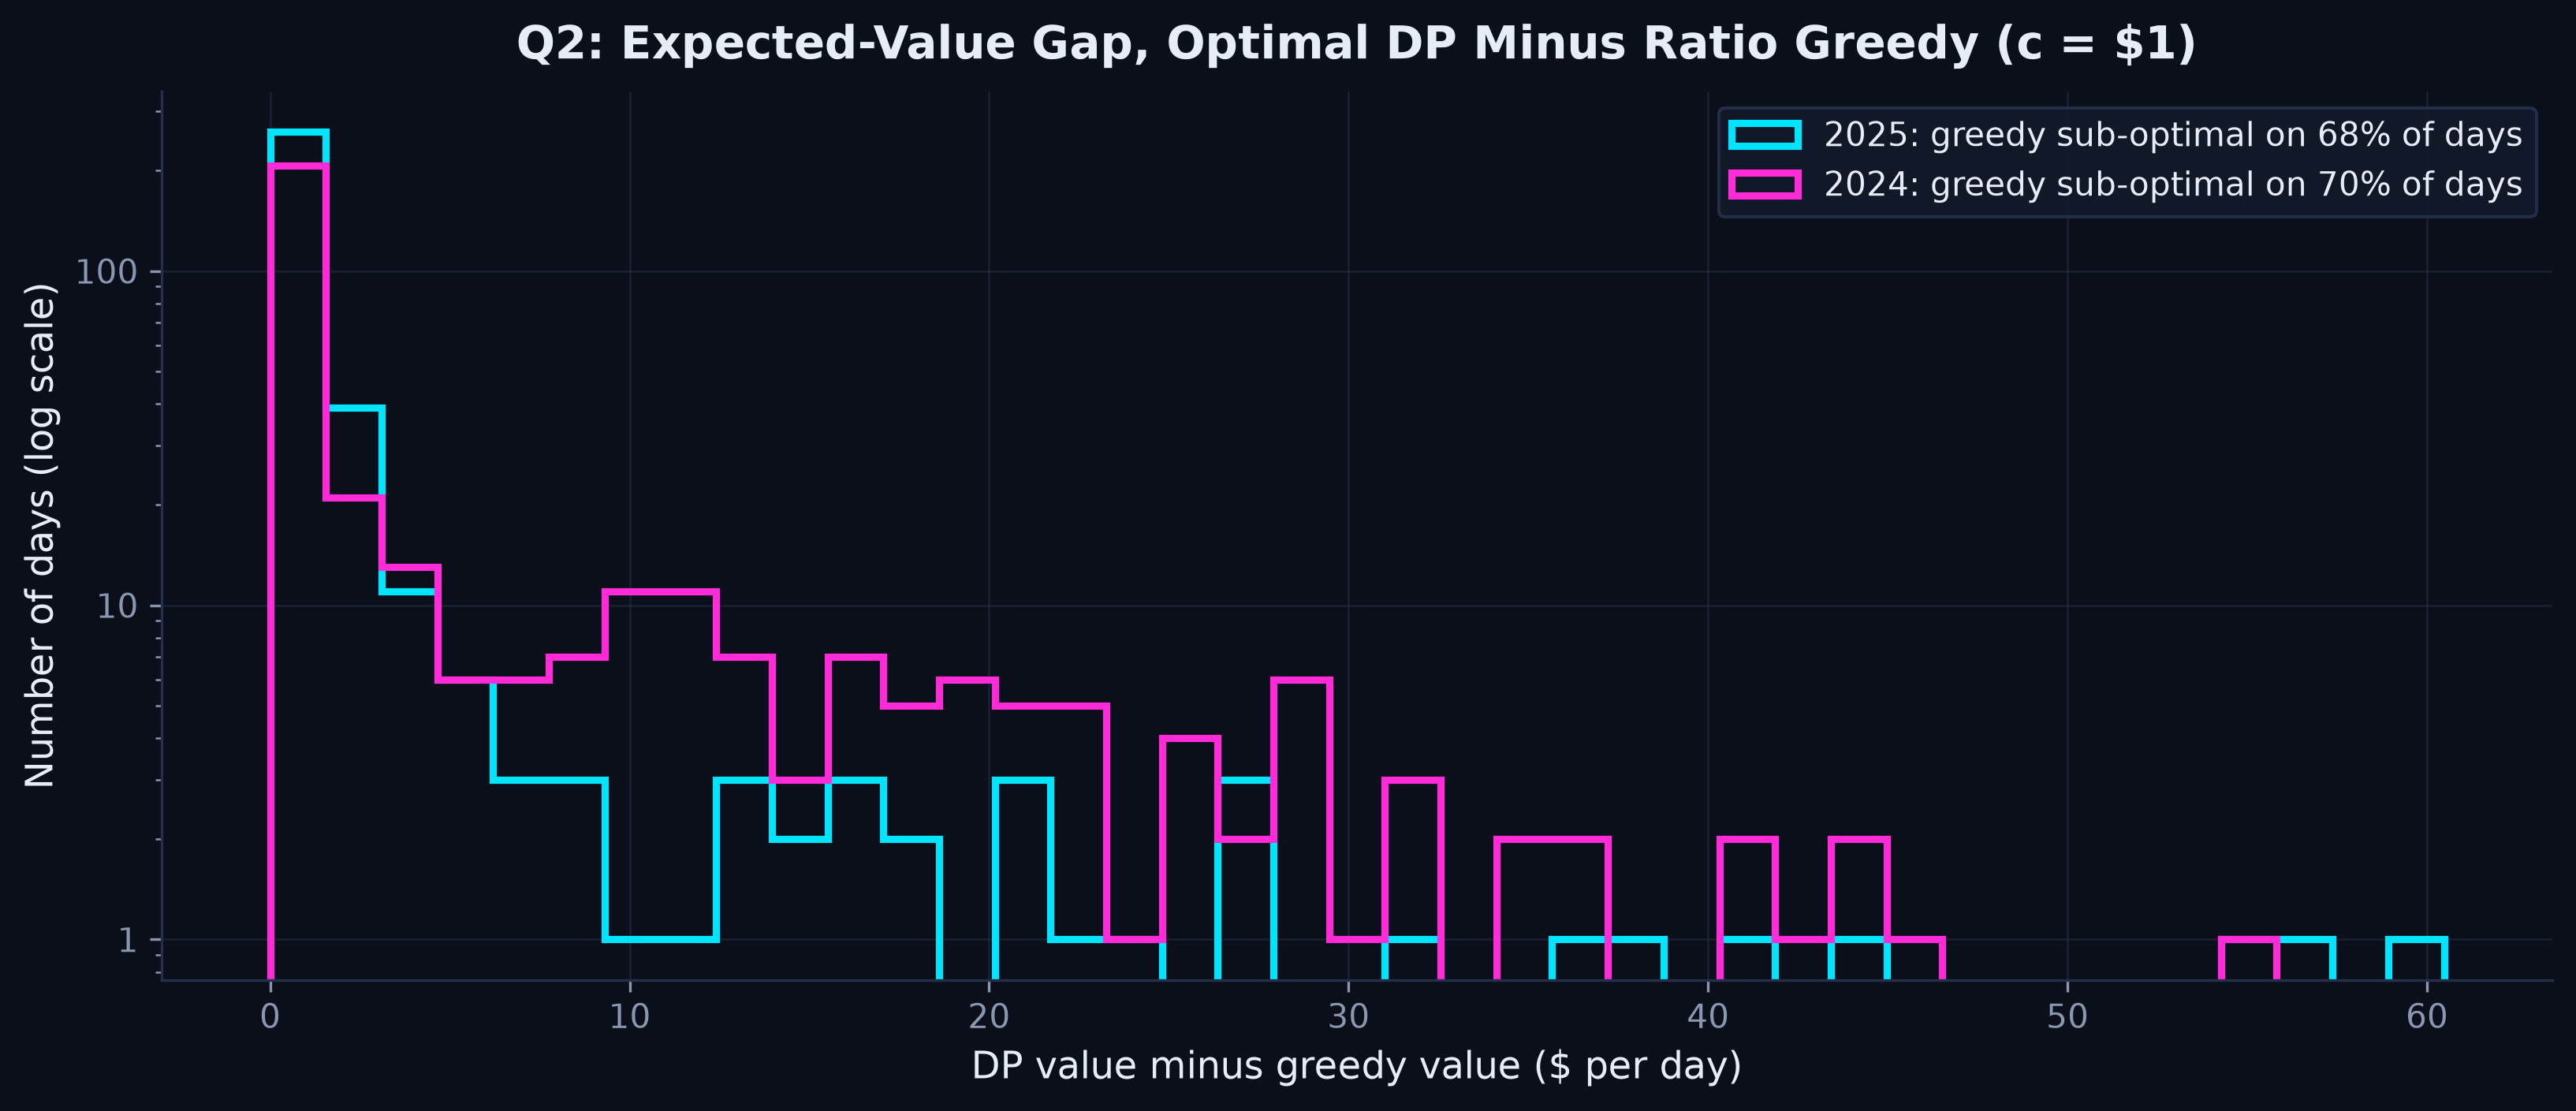 Q2: Expected-Value Gap, Optimal DP Minus Ratio Greedy (c = $1)
2025: greedy sub-optimal on 68% of days
2024: greedy sub-optimal on 70% of days
Number of days (log scale)
100
10
1
0 10 20 30 40 50 60
DP value minus greedy value ($ per day)